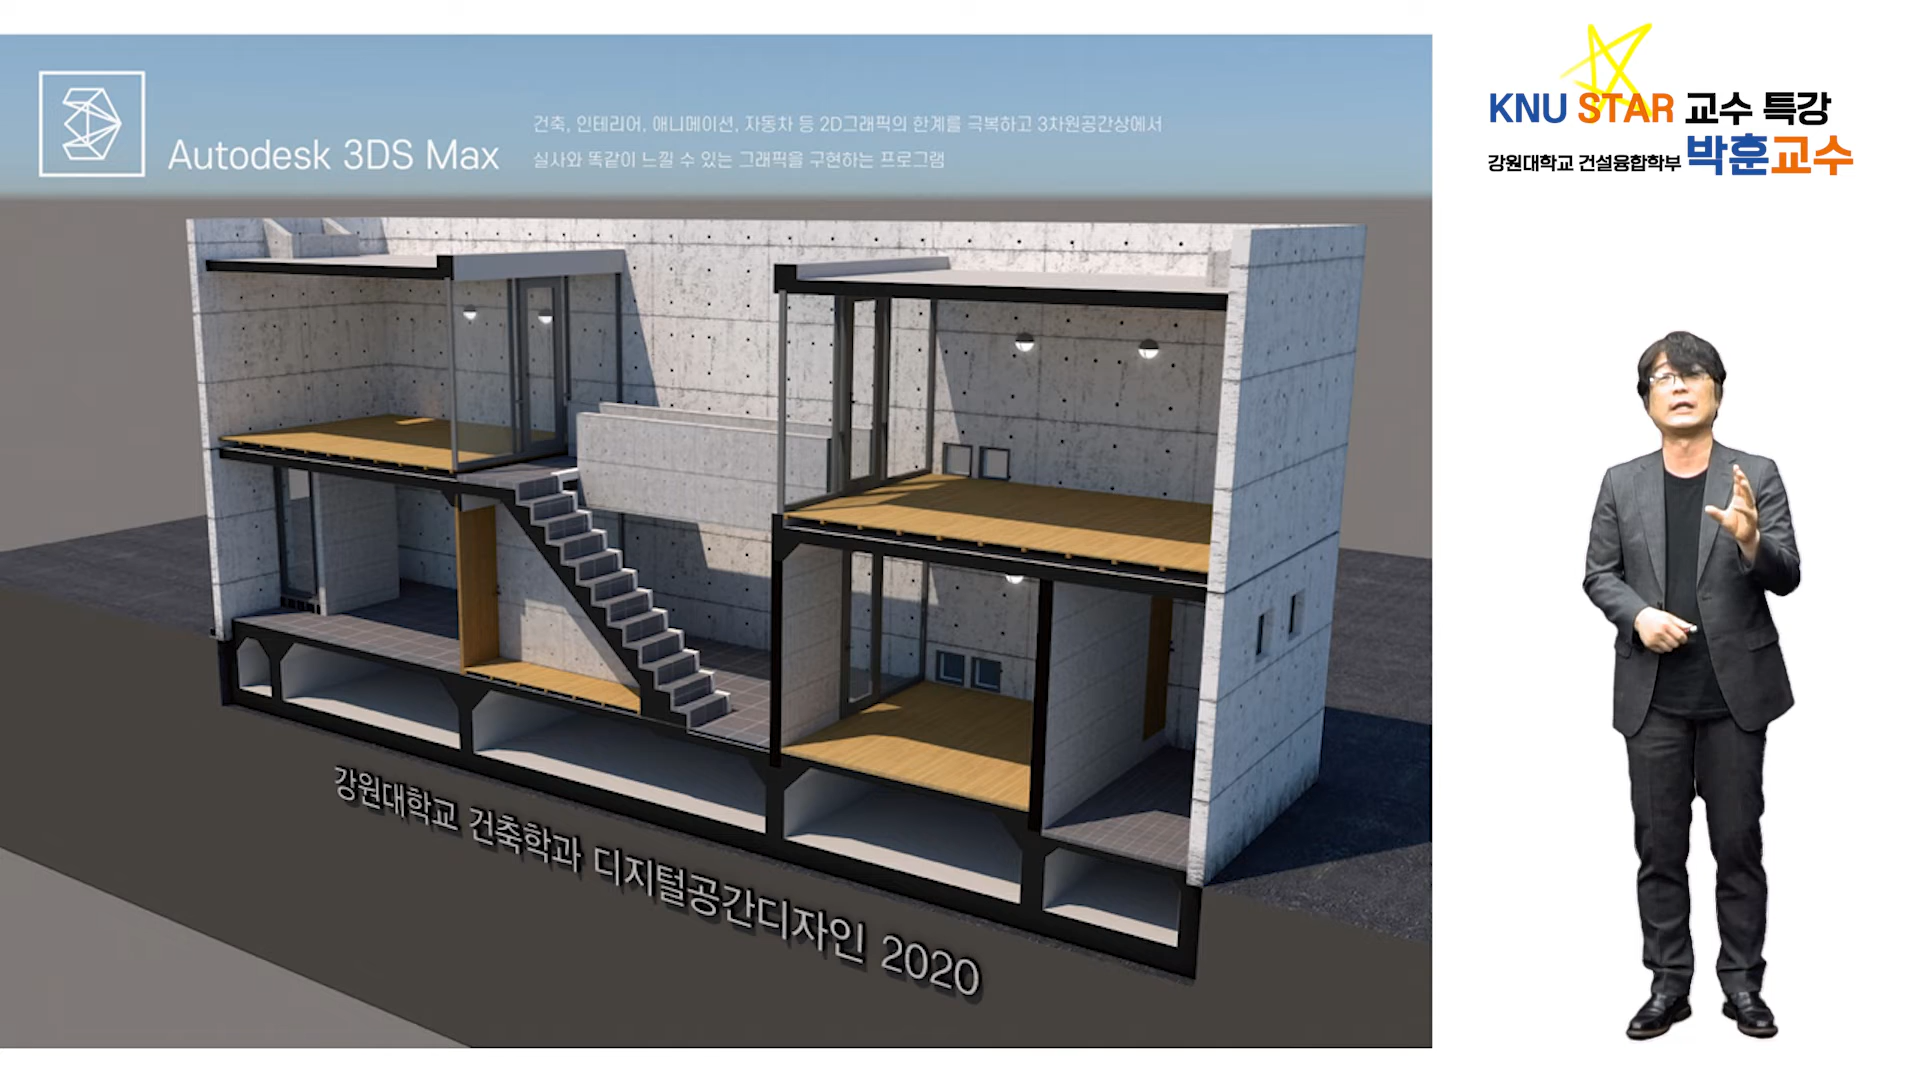 Autodesk 3DS Max
건축, 인테리어, 애니메이션, 자동차 등 2D그래픽의 한계를 극복하고 3차원공간상에서
실사와 똑같이 느낄 수 있는 그래픽을 구현하는 프로그램
강원대학교 건축학과 디지털공간디자인 2020
KNU STAR 교수 특강
강원대학교 건설융합학부 박훈교수